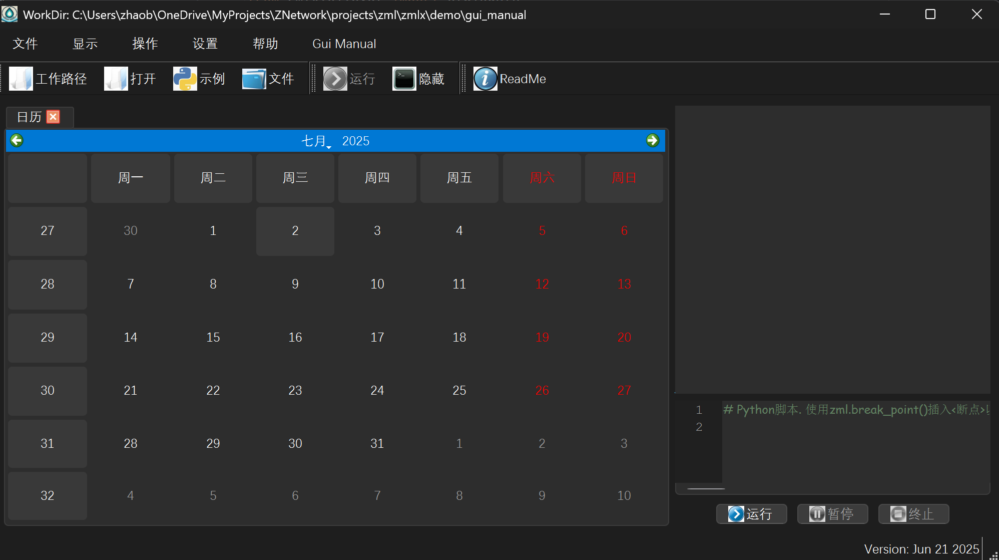 WorkDir: C:\Users\zhaob\OneDrive\MyProjects\ZNetwork\projects\zml\zmlx\demo\gui_manual
文件 显示 操作 设置 帮助 Gui Manual
工作路径 打开 示例 文件 运行 隐藏 ReadMe
日历
七月 2025
周一 周二 周三 周四 周五 周六 周日
27 30 1 2 3 4 5 6
28 7 8 9 10 11 12 13
29 14 15 16 17 18 19 20
30 21 22 23 24 25 26 27
31 28 29 30 31 1 2 3
32 4 5 6 7 8 9 10
1 # Python脚本. 使用zml.break_point()插入<断点>
2
运行 暂停 终止
Version: Jun 21 2025